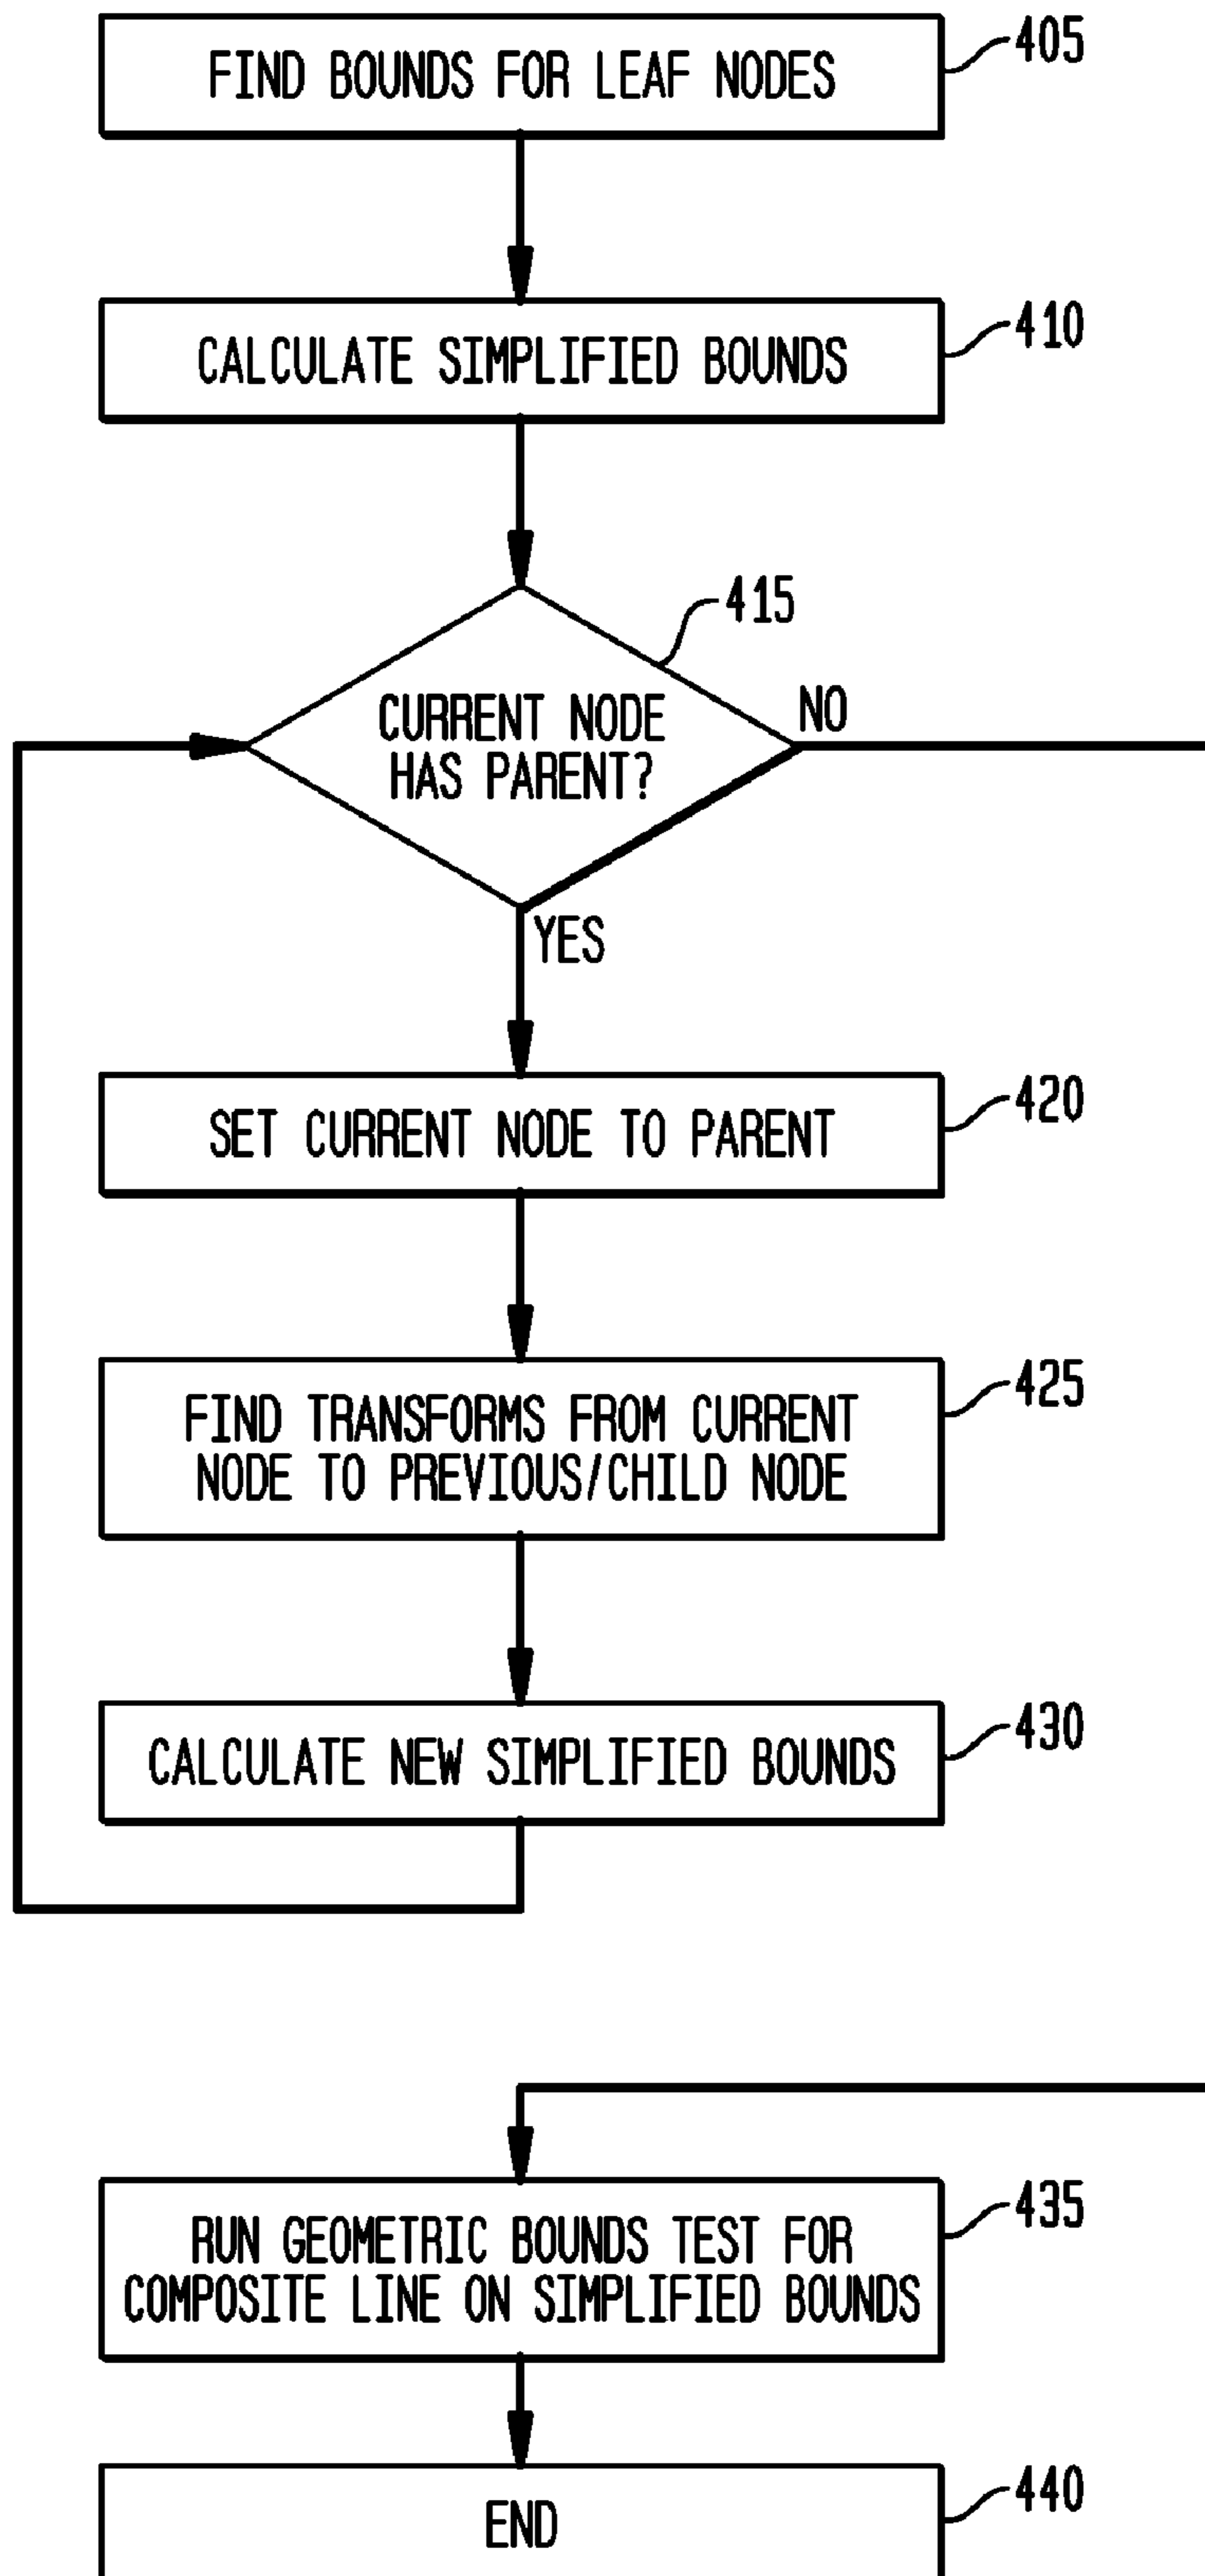 FIND BOUNDS FOR LEAF NODES
405
CALCULATE SIMPLIFIED BOUNDS
410
415
CURRENT NODE
HAS PARENT?
NO
YES
SET CURRENT NODE TO PARENT
420
FIND TRANSFORMS FROM CURRENT
NODE TO PREVIOUS/CHILD NODE
425
CALCULATE NEW SIMPLIFIED BOUNDS
430
RUN GEOMETRIC BOUNDS TEST FOR
COMPOSITE LINE ON SIMPLIFIED BOUNDS
435
END
440